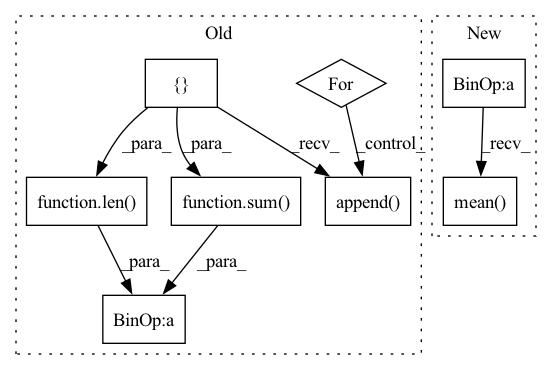 Old
New
{}
For
BinOp:a
_para_
_para_
_recv_
_control_
_recv_
function.len()
function.sum()
append()
mean()
_para_
_para_
BinOp:a